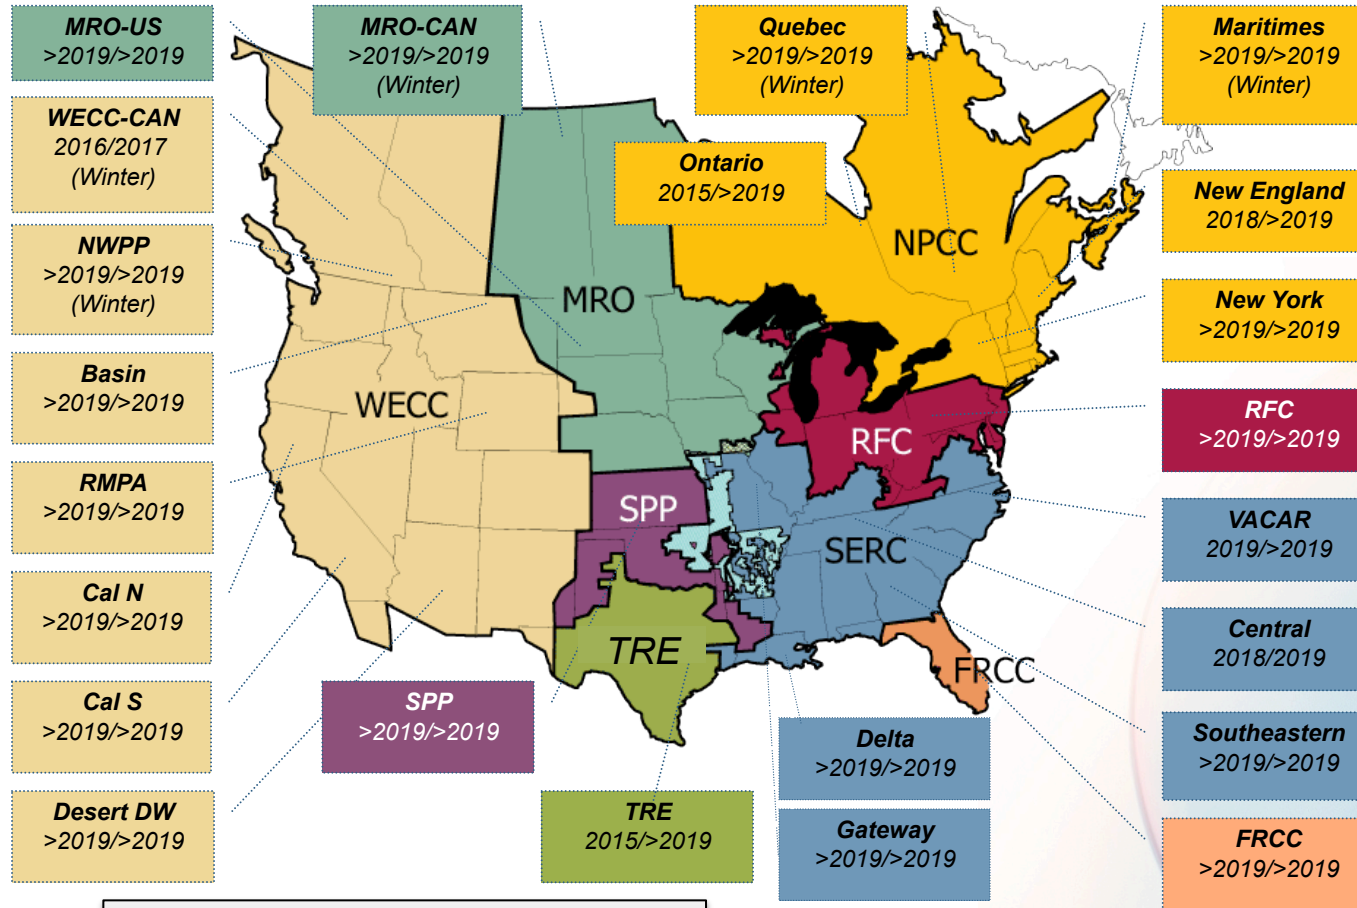 MRO-US
>2019/>2019
MRO-CAN
>2019/>2019
(Winter)
Quebec
>2019/>2019
(Winter)
Maritimes
>2019/>2019
(Winter)
WECC-CAN
2016/2017
(Winter)
Ontario
2015/>2019
New England
2018/>2019
NWPP
>2019/>2019
(Winter)
NPCC
MRO
New York
>2019/>2019
Basin
>2019/>2019
WECC
RFC
RFC
>2019/>2019
RMPA
>2019/>2019
SPP
SERC
VACAR
2019/>2019
Cal N
>2019/>2019
TRE
FRCC
Central
2018/2019
Cal S
>2019/>2019
SPP
>2019/>2019
Delta
>2019/>2019
Southeastern
>2019/>2019
Desert DW
>2019/>2019
TRE
2015/>2019
Gateway
>2019/>2019
FRCC
>2019/>2019